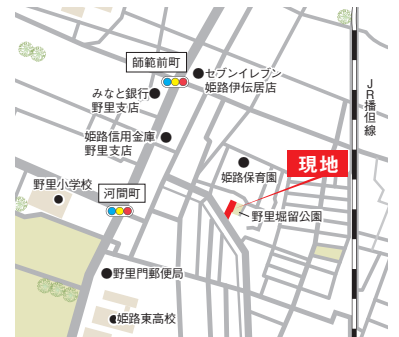 師範前町
セブンイレブン
姫路伊伝居店
みなと銀行
野里支店
JR播但線
姫路信用金庫
野里支店
現地
姫路保育園
野里小学校
河間町
野里堀留公園
野里門郵便局
姫路東高校